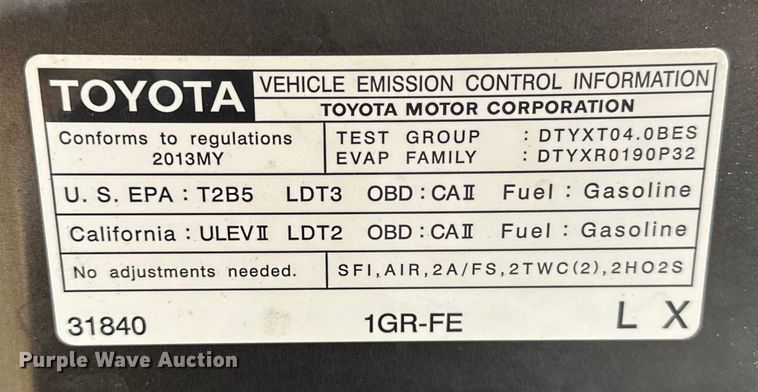 TOYOTA
VEHICLE EMISSION CONTROL INFORMATION
TOYOTA MOTOR CORPORATION
Conforms to regulations
2013MY
TEST GROUP : DTYXT04.0BES
EVAP FAMILY : DTYXR0190P32
U. S. EPA : T2B5 LDT3 OBD : CAⅡ Fuel : Gasoline
California : ULEVⅡ LDT2 OBD : CAⅡ Fuel : Gasoline
No adjustments needed.
SFI,AIR,2A/FS,2TWC(2),2HO2S
31840 1GR-FE L X
Purple Wave Auction